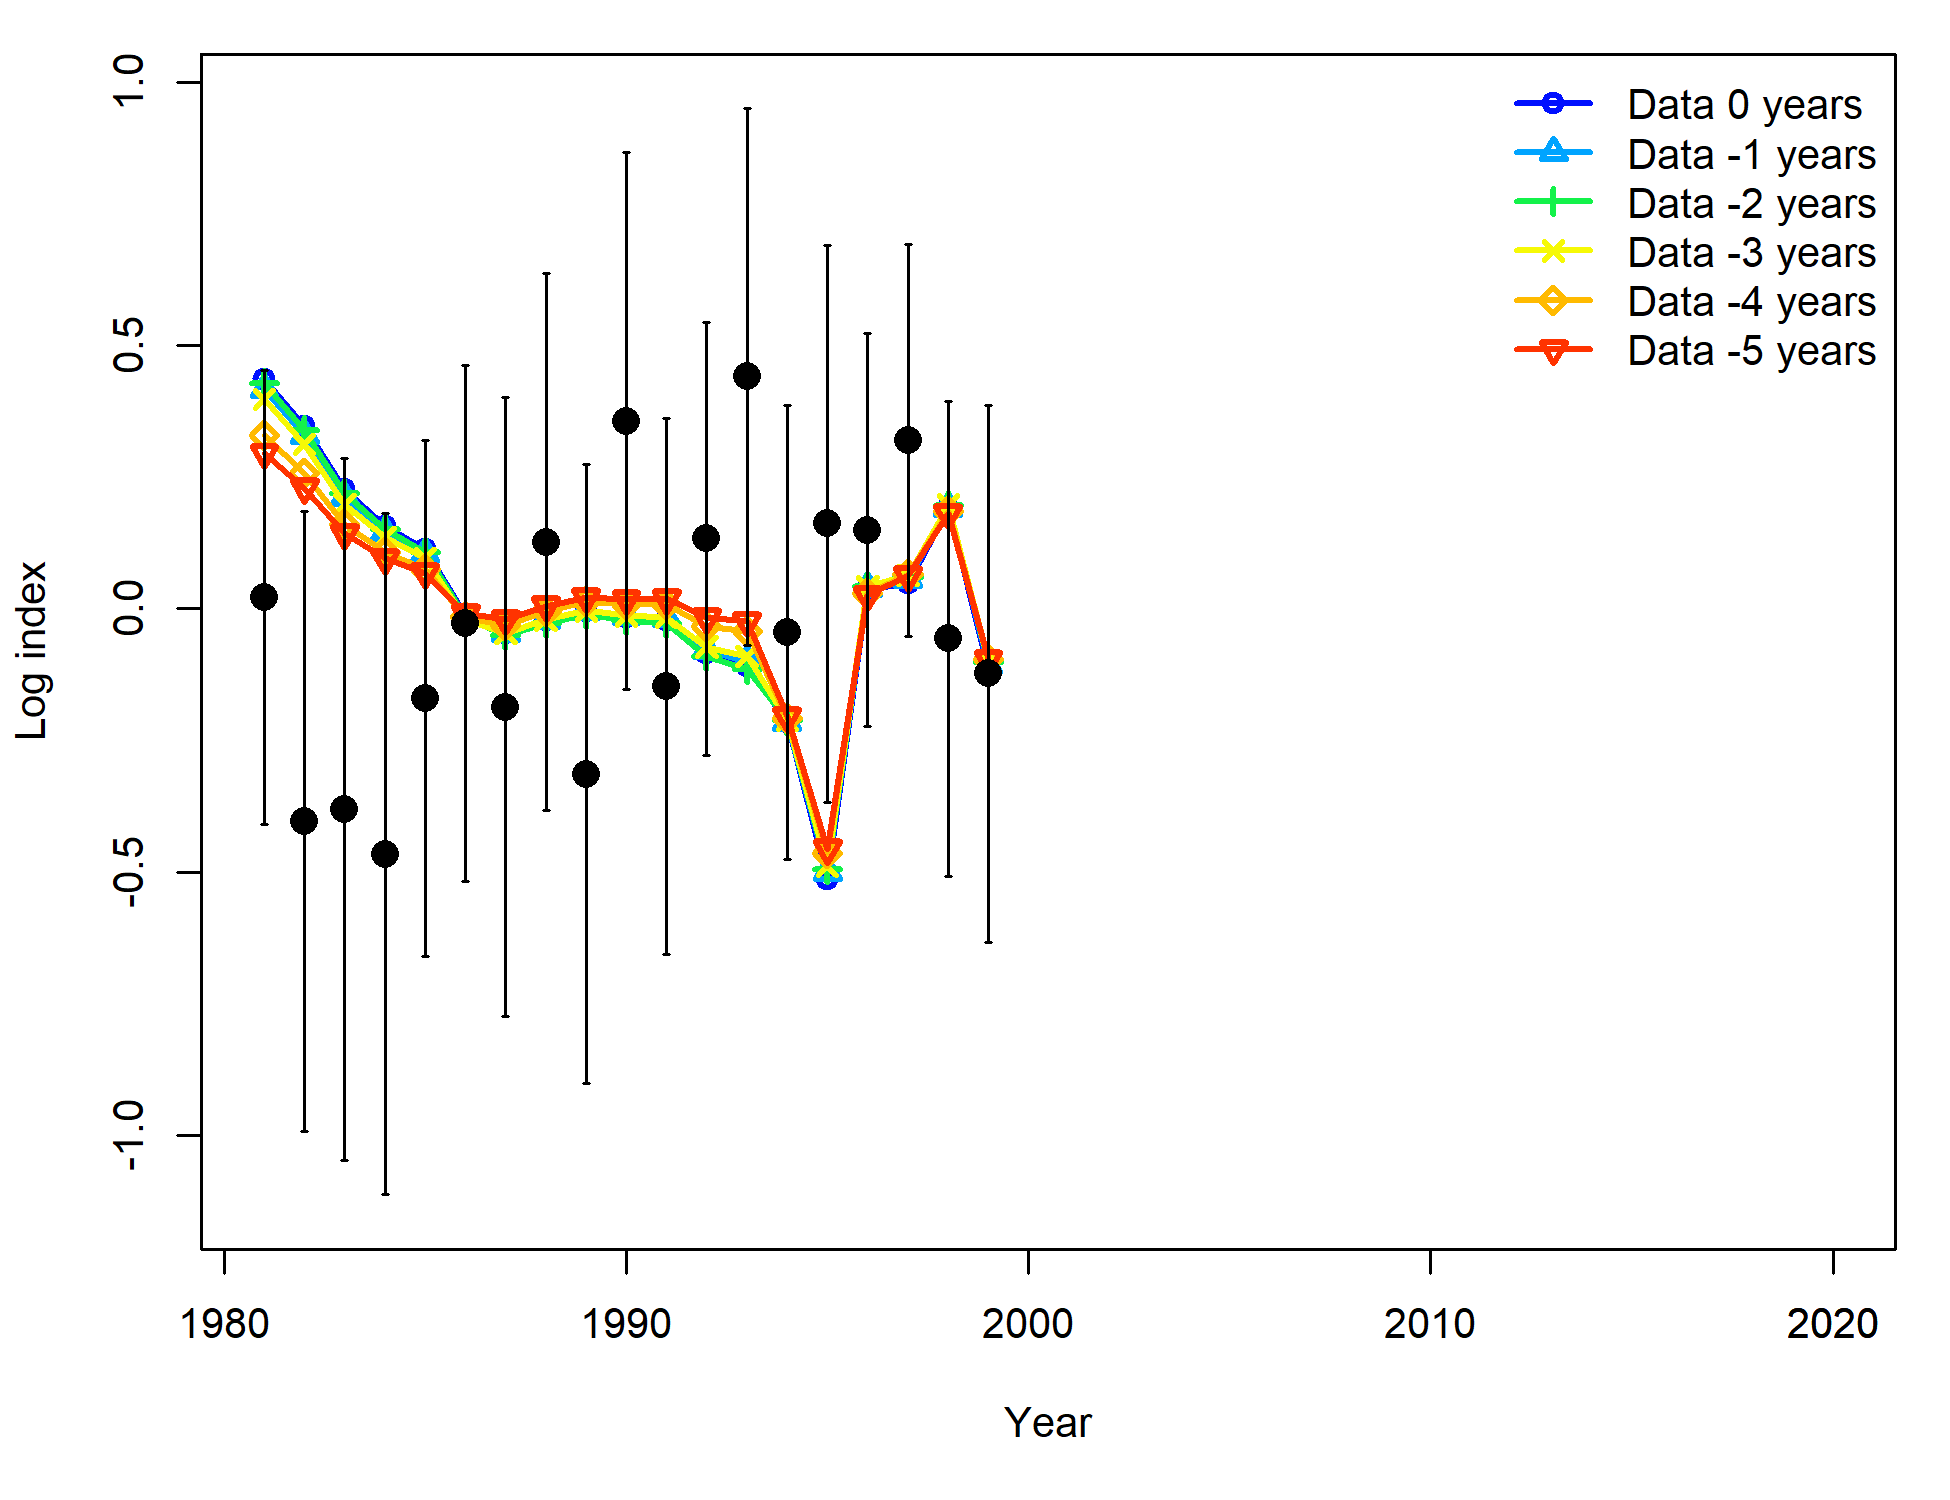 Data 0 years
Data -1 years
Data -2 years
Data -3 years
Data -4 years
Data -5 years
1.0
0.5
0.0
-0.5
-1.0
Log index
1980 1990 2000 2010 2020
Year